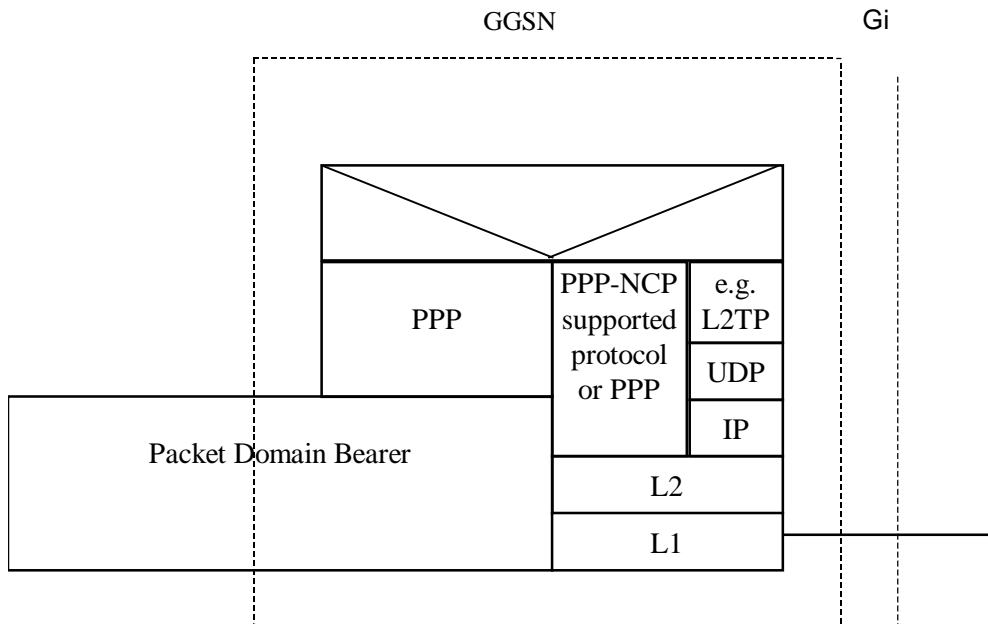 GGSN
Gi
PPP
PPP-NCP
supported
protocol
or PPP
e.g.
L2TP
UDP
IP
Packet Domain Bearer
L2
L1